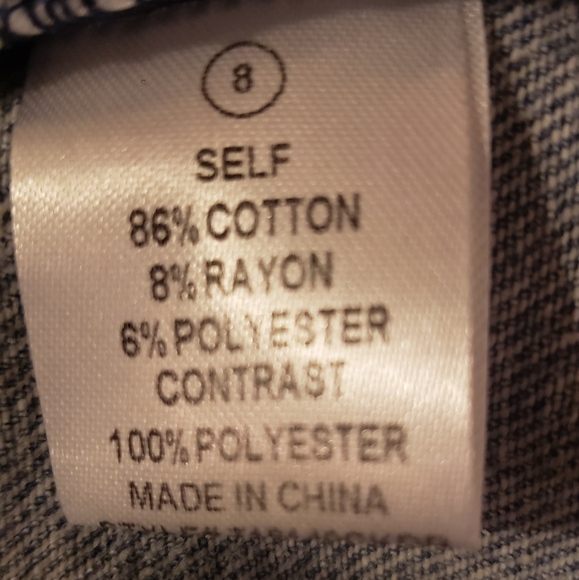 8
SELF
86% COTTON
8% RAYON
6% POLYESTER
CONTRAST
100% POLYESTER
MADE IN CHINA